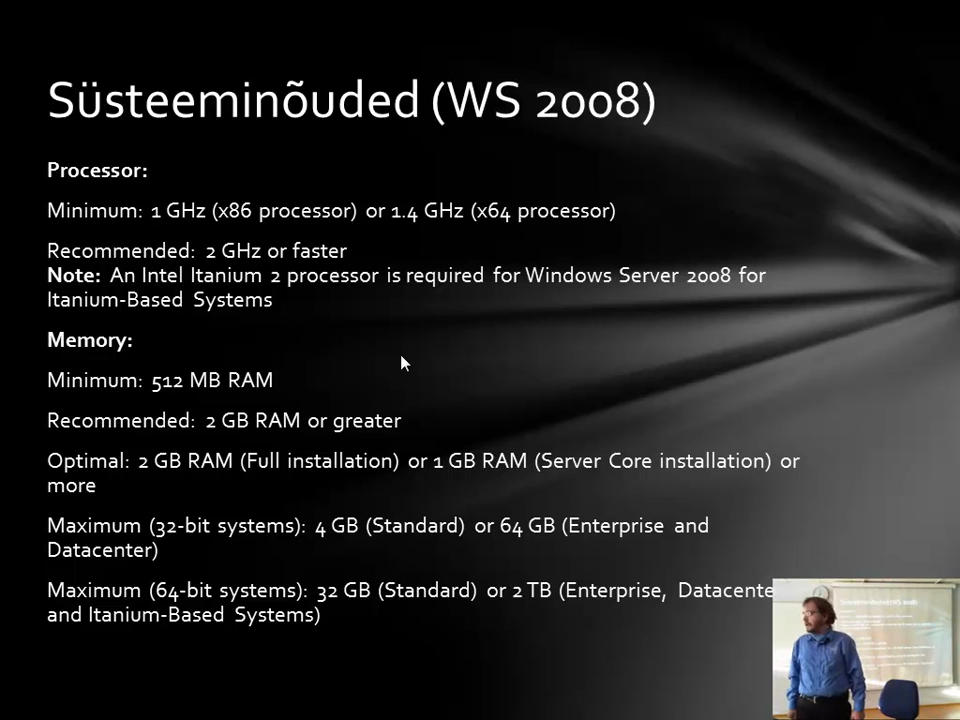 Süsteeminõuded (WS 2008)
Processor:
Minimum: 1 GHz (x86 processor) or 1.4 GHz (x64 processor)
Recommended: 2 GHz or faster
Note: An Intel Itanium 2 processor is required for Windows Server 2008 for
Itanium-Based Systems
Memory:
Minimum: 512 MB RAM
Recommended: 2 GB RAM or greater
Optimal: 2 GB RAM (Full installation) or 1 GB RAM (Server Core installation) or
more
Maximum (32-bit systems): 4 GB (Standard) or 64 GB (Enterprise and
Datacenter)
Maximum (64-bit systems): 32 GB (Standard) or 2 TB (Enterprise, Datacente
and Itanium-Based Systems)
Süsteeminõuded (WS 2008)